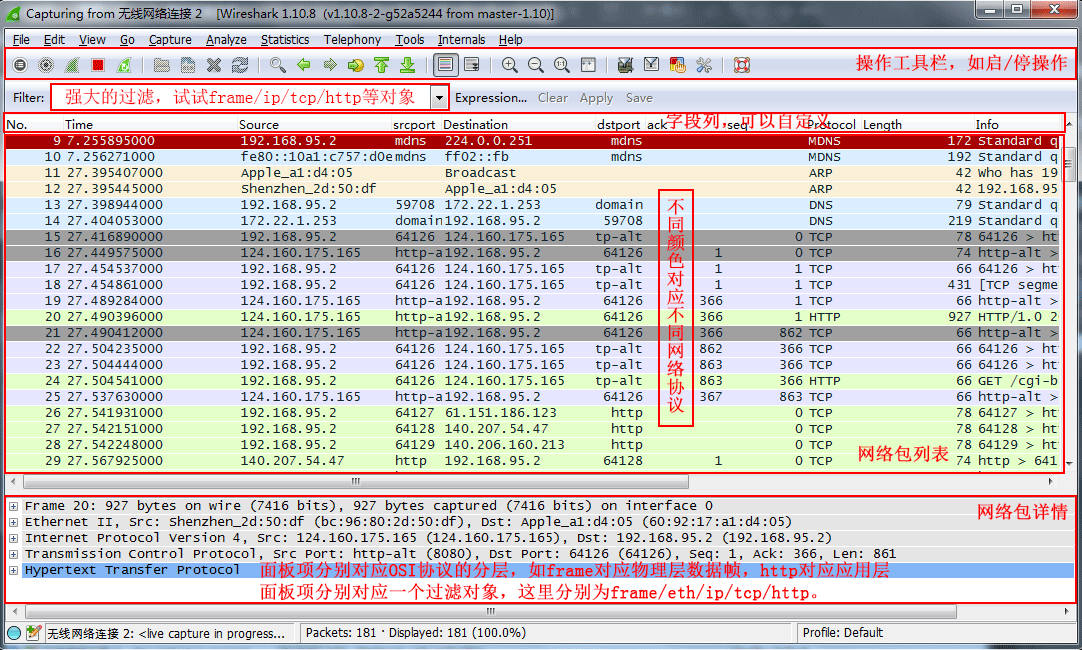 Capturing from 无线网络连接 2 [Wireshark 1.10.8 (v1.10.8-2-g52a5244 from master-1.10)]
File Edit View Go Capture Analyze Statistics Telephony Tools Internals Help
操作工具栏，如启/停操作
Filter: 强大的过滤，试试frame/ip/tcp/http等对象 Expression... Clear Apply Save
字段列，可以自定义
No. Time Source srcport Destination dstport ack seq Protocol Length Info
9 7.255895000 192.168.95.2 mdns 224.0.0.251 mdns MDNS 172 Standard q
10 7.256271000 fe80::10a1:c757:d0e mdns ff02::fb mdns MDNS 192 Standard q
11 27.395407000 Apple_a1:d4:05 Broadcast ARP 42 Who has 19
12 27.395445000 Shenzhen_2d:50:df Apple_a1:d4:05 ARP 42 192.168.95
13 27.398944000 192.168.95.2 59708 172.22.1.253 domain DNS 79 Standard q
14 27.404053000 172.22.1.253 domain 192.168.95.2 59708 DNS 219 Standard q
15 27.416890000 192.168.95.2 64126 124.160.175.165 tp-alt 0 TCP 78 64126 > ht
16 27.449575000 124.160.175.165 http-a 192.168.95.2 64126 1 0 TCP 74 http-alt >
17 27.454537000 192.168.95.2 64126 124.160.175.165 tp-alt 1 1 TCP 66 64126 > ht
18 27.454861000 192.168.95.2 64126 124.160.175.165 tp-alt 1 1 TCP 431 [TCP segme
19 27.489284000 124.160.175.165 http-a 192.168.95.2 64126 366 1 TCP 66 http-alt >
20 27.490396000 124.160.175.165 http-a 192.168.95.2 64126 366 1 HTTP 927 HTTP/1.0 2
21 27.490412000 124.160.175.165 http-a 192.168.95.2 64126 366 862 TCP 66 http-alt >
22 27.504235000 192.168.95.2 64126 124.160.175.165 tp-alt 862 366 TCP 66 64126 > ht
23 27.504444000 192.168.95.2 64126 124.160.175.165 tp-alt 863 366 TCP 66 64126 > ht
24 27.504541000 192.168.95.2 64126 124.160.175.165 tp-alt 863 366 HTTP 66 GET /cgi-b
25 27.537630000 124.160.175.165 http-a 192.168.95.2 64126 367 863 TCP 66 http-alt >
26 27.541931000 192.168.95.2 64127 61.151.186.123 http 0 TCP 78 64127 > ht
27 27.542151000 192.168.95.2 64128 140.207.54.47 http 0 TCP 78 64128 > ht
28 27.542248000 192.168.95.2 64129 140.206.160.213 http 0 TCP 78 64129 > ht
29 27.567925000 140.207.54.47 http 192.168.95.2 64128 1 0 TCP 74 http > 641
不同颜色对应不同网络协议
网络包列表
Frame 20: 927 bytes on wire (7416 bits), 927 bytes captured (7416 bits) on interface 0
网络包详情
Ethernet II, Src: Shenzhen_2d:50:df (bc:96:80:2d:50:df), Dst: Apple_a1:d4:05 (60:92:17:a1:d4:05)
Internet Protocol Version 4, Src: 124.160.175.165 (124.160.175.165), Dst: 192.168.95.2 (192.168.95.2)
Transmission Control Protocol, Src Port: http-alt (8080), Dst Port: 64126 (64126), Seq: 1, Ack: 366, Len: 861
Hypertext Transfer Protocol 面板项分别对应OSI协议的分层，如frame对应物理层数据帧，http对应应用层
面板项分别对应一个过滤对象，这里分别为frame/eth/ip/tcp/http。
无线网络连接 2: <live capture in progress... Packets: 181 · Displayed: 181 (100.0%) Profile: Default